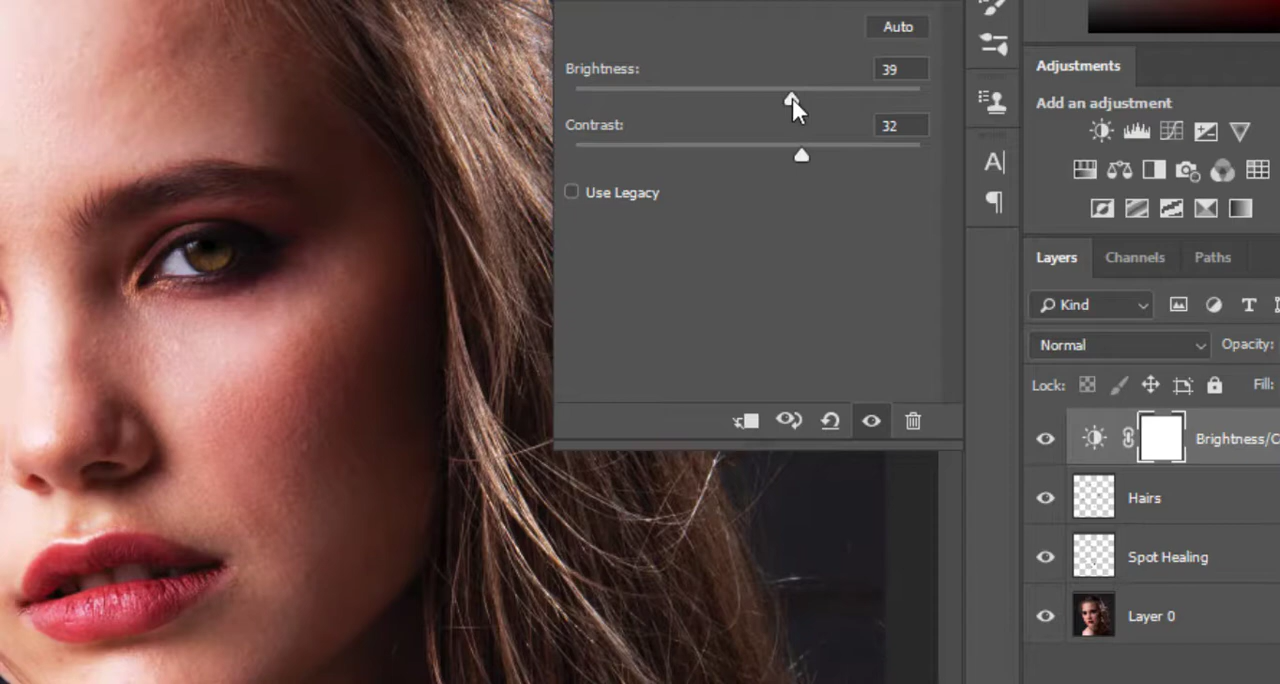 Auto
Brightness:
39
Contrast:
32
Use Legacy
Adjustments
Add an adjustment
Layers Channels Paths
Kind
Normal
Opacity:
Lock:
Fill:
Brightness/C
Hairs
Spot Healing
Layer 0